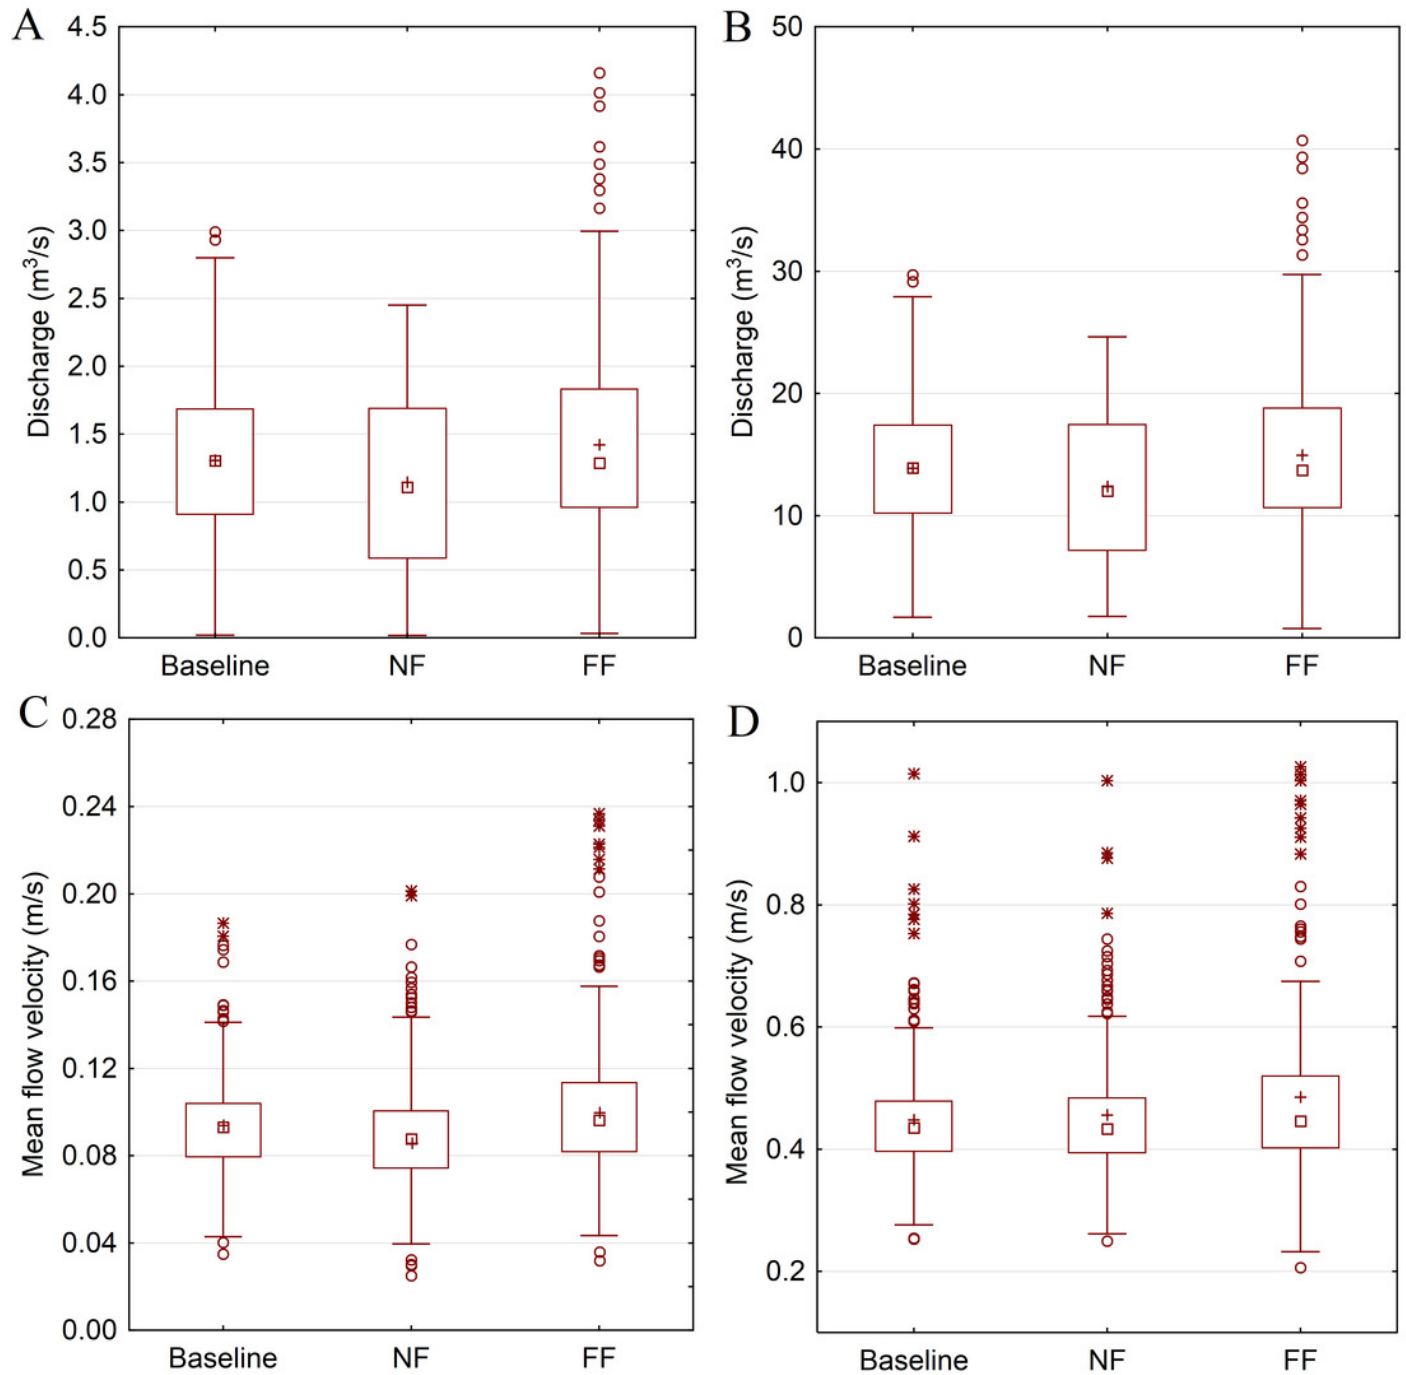 A
4.5
4.0
3.5
3.0
2.5
2.0
1.5
1.0
0.5
0.0
Discharge (m³/s)
Baseline NF FF
B
50
40
30
20
10
0
Discharge (m³/s)
Baseline NF FF
C
0.28
0.24
0.20
0.16
0.12
0.08
0.04
0.00
Mean flow velocity (m/s)
Baseline NF FF
D
1.0
0.8
0.6
0.4
0.2
Mean flow velocity (m/s)
Baseline NF FF